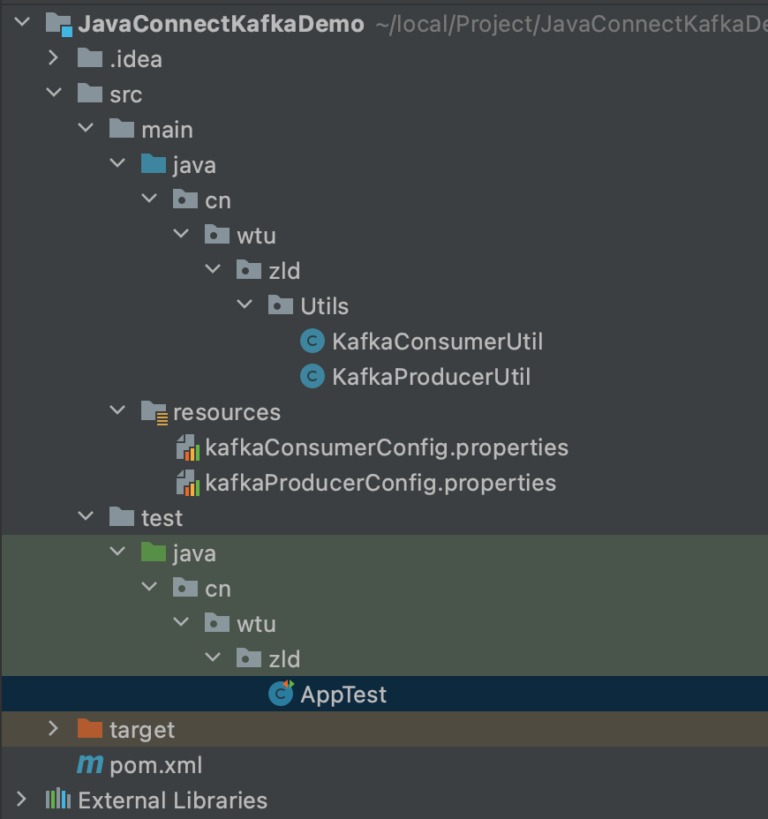 JavaConnectKafkaDemo ~/local/Project/JavaConnectKafkaDe
.idea
src
main
java
cn
wtu
zld
Utils
C KafkaConsumerUtil
C KafkaProducerUtil
resources
kafkaConsumerConfig.properties
kafkaProducerConfig.properties
test
java
cn
wtu
zld
C AppTest
target
m pom.xml
External Libraries